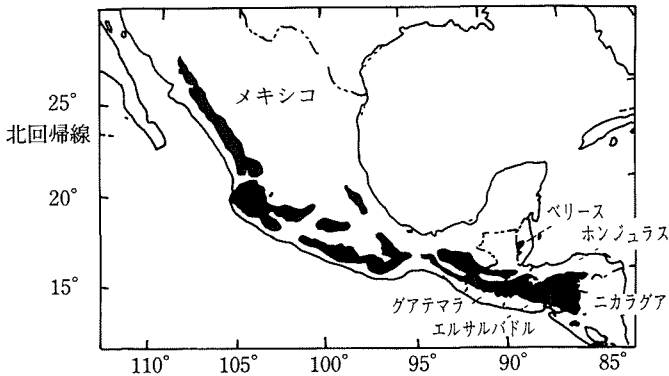 25°
メキシコ
北回帰線
20°
ベリース
ホンジュラス
15°
グアテマラ
ニカラグア
エルサルバドル
110° 105° 100° 95° 90° 85°